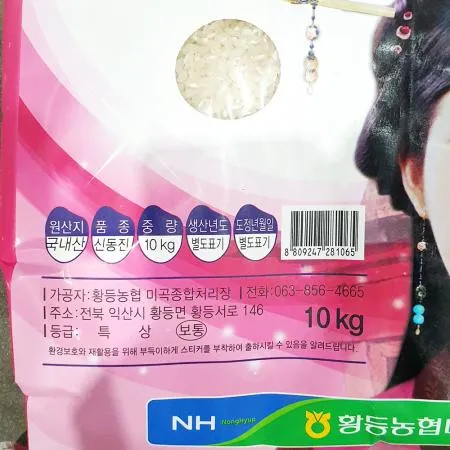 원산지 품종 중량 생산년도 도정년월일
국내산 신동진 10 kg 별도표기 별도표기
8 809247 281065
가공자: 황등농협 미곡종합처리장 | 전화: 063-856-4665
주소: 전북 익산시 황등면 황등서로 146
10 kg
등급: 특 상 보통
환경보호와 재활용을 위해 부득이하게 스티커를 부착하여 출하시킬 수 있음을 알려드립니다.
NH Nonghyup 황등농협